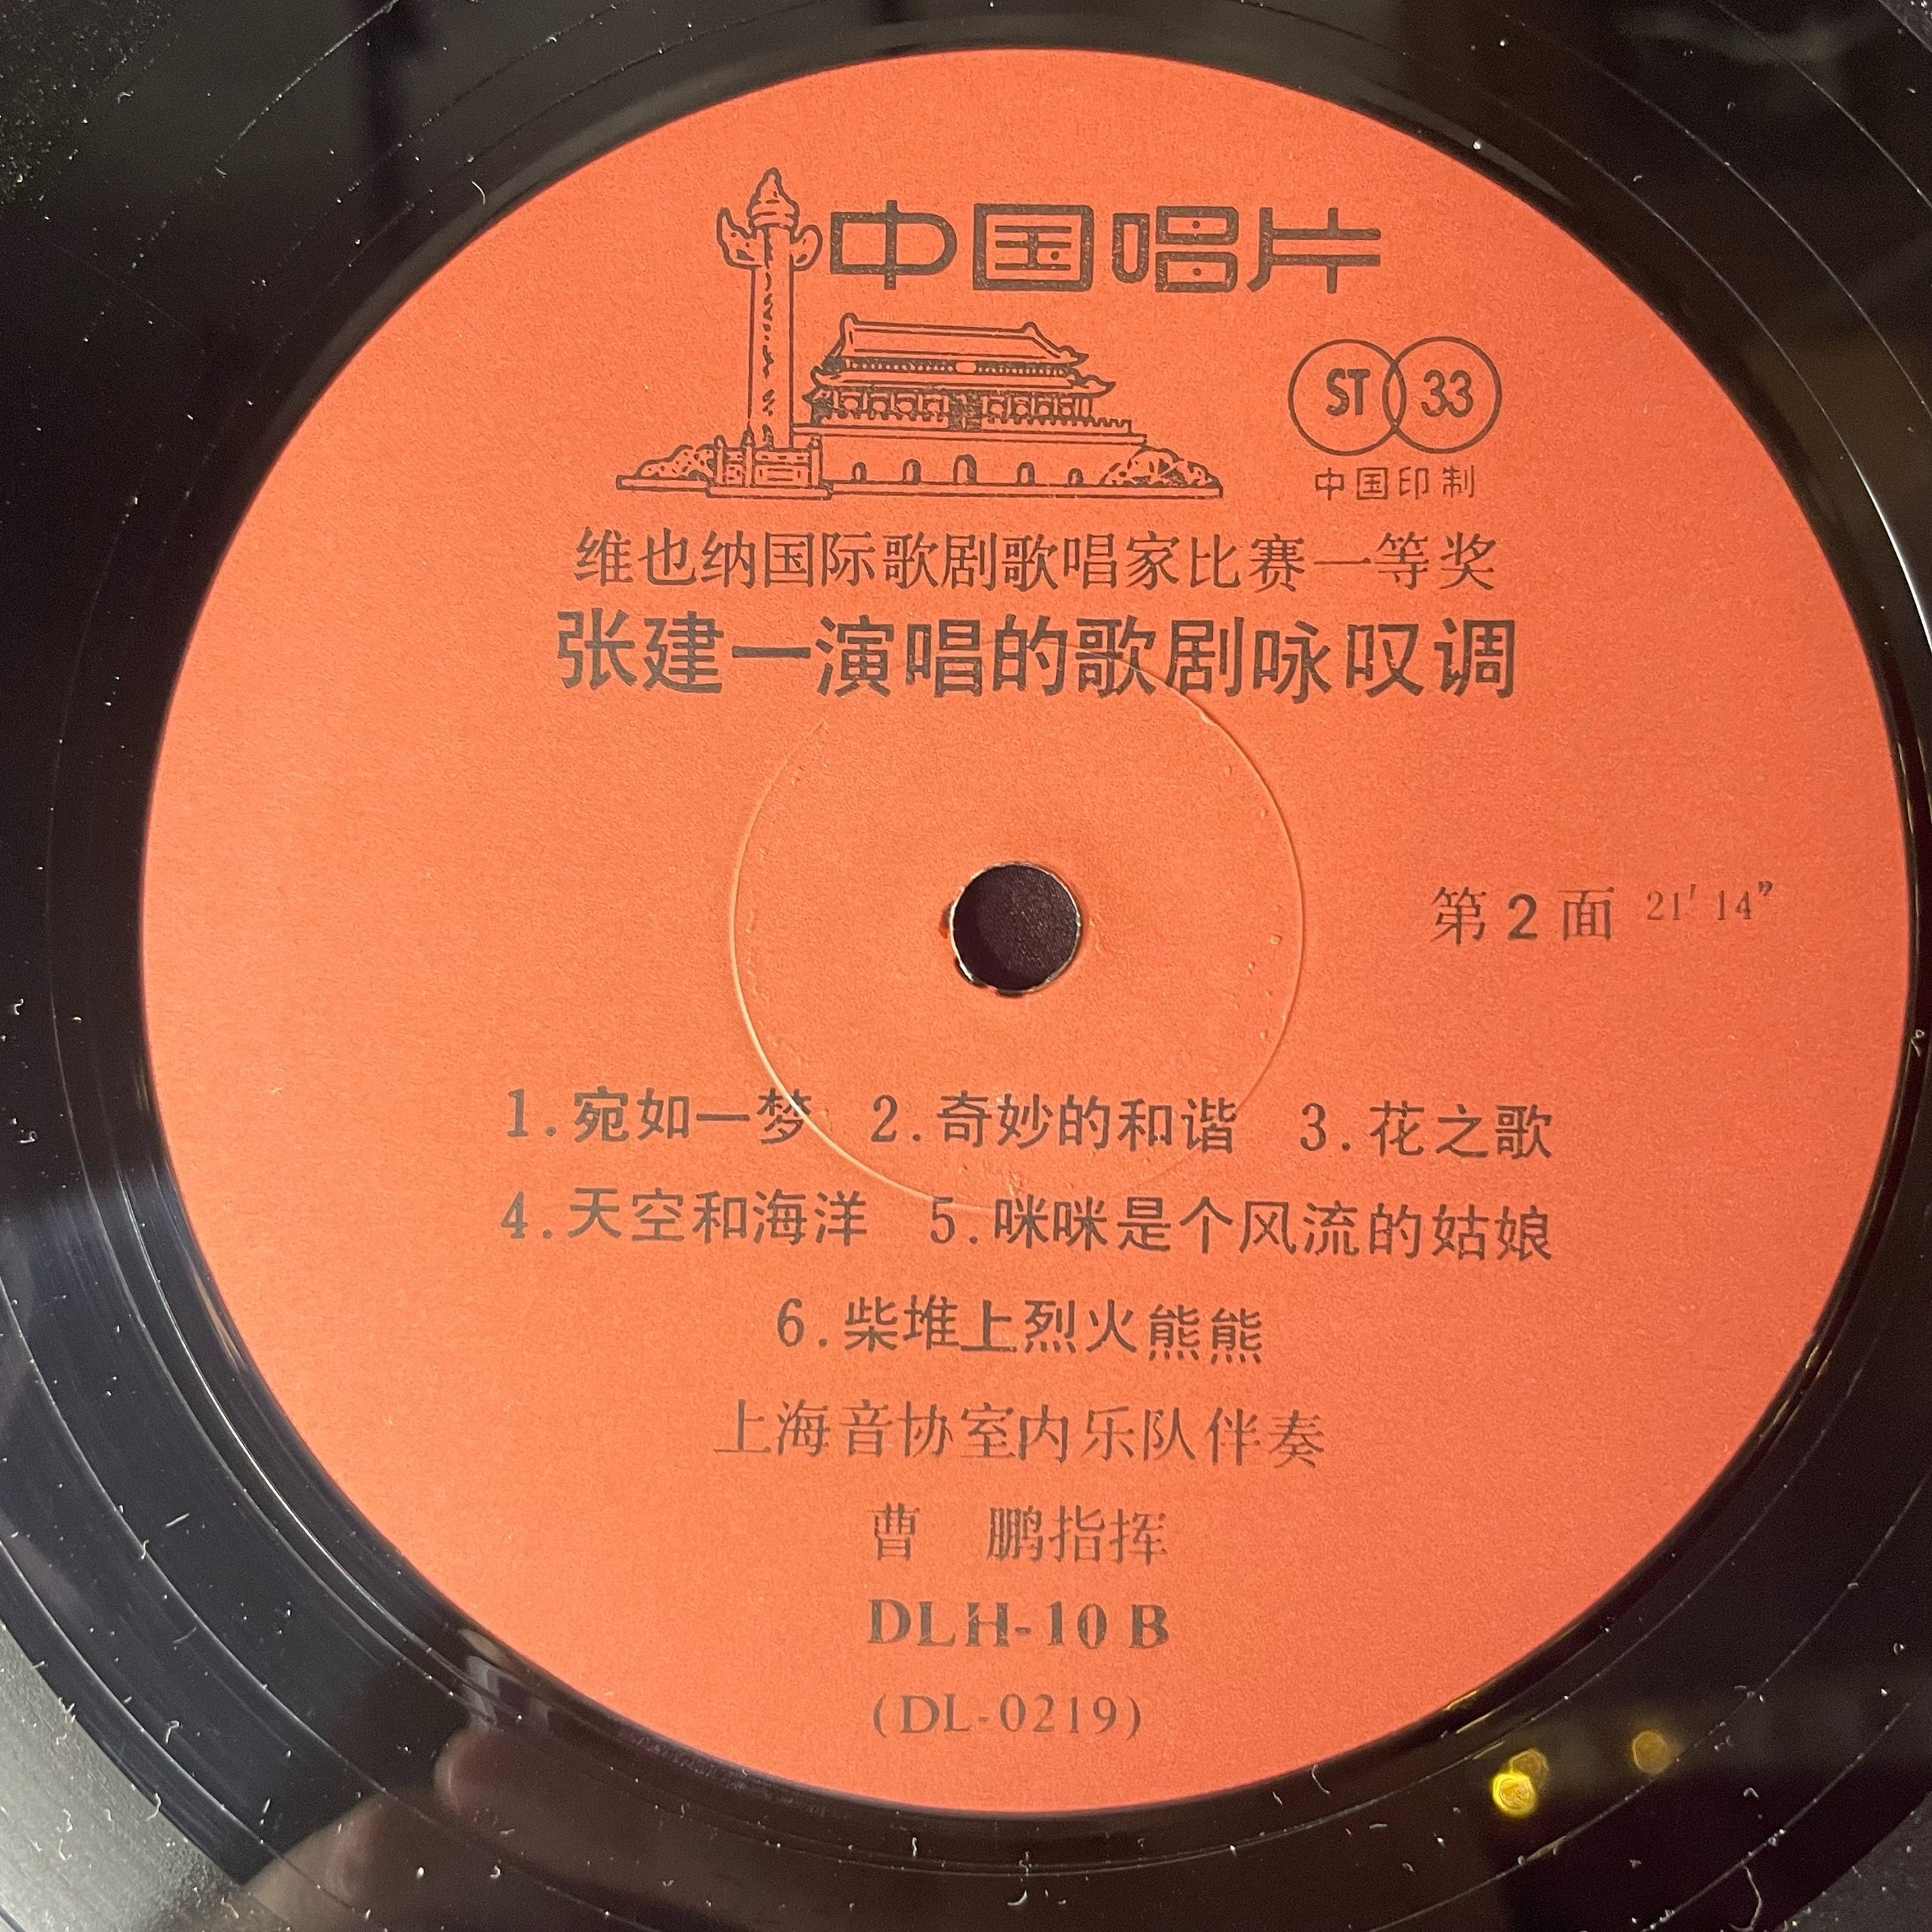 中国唱片
ST 33
中国印制
维也纳国际歌剧歌唱家比赛一等奖
张建一演唱的歌剧咏叹调
第2面 21′14″
1.宛如一梦 2.奇妙的和谐 3.花之歌
4.天空和海洋 5.咪咪是个风流的姑娘
6.柴堆上烈火熊熊
上海音协室内乐队伴奏
曹 鹏指挥
DLH-10 B
(DL-0219)